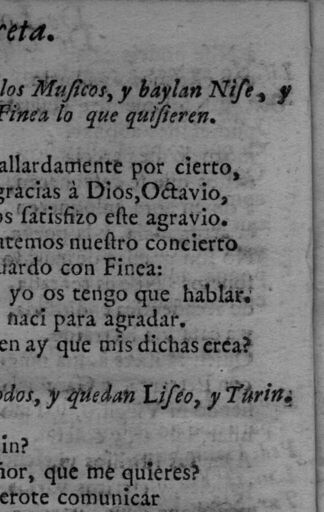 reta.
los Muſicos, y baylan Niſe, y
Finea lo que quiſieren.
allardamente por cierto,
gracias à Dios, Octavio,
os ſatisfizo eſte agravio.
atemos nueſtro concierto
uardo con Finea:
yo os tengo que hablar.
naci para agradar.
en ay que mis dichas crea?
odos, y quedan Liſeo, y Turin.
in?
ñor, que me quieres?
erote comunicar